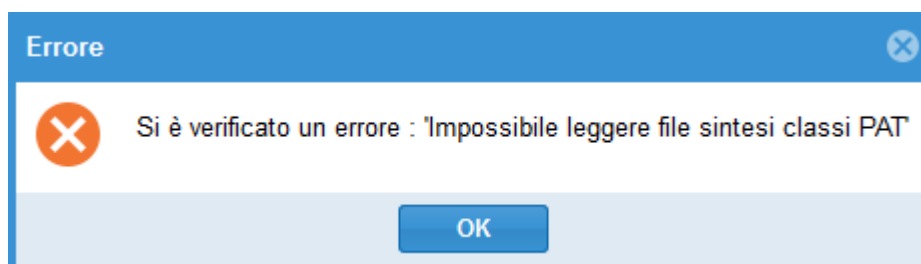 Errore
Si è verificato un errore : 'Impossibile leggere file sintesi classi PAT'
OK